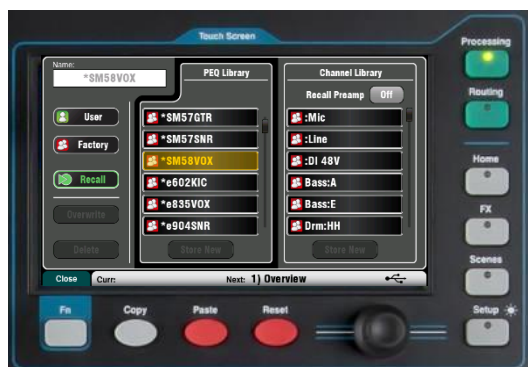 Touch Screen
Processing
Name:
*SM58VOX
PEQ Library
Channel Library
Recall Preamp Off
Routing
User
Factory
Recall
Overwrite
Delete
*SM57GTR
*SM57SNR
*SM58VOX
*e602KIC
*e835VOX
*e904SNR
Store New
:Mic
:Line
:DI 48V
Bass:A
Bass:E
Drm:HH
Store New
Home
FX
Scenes
Close Curr: Next: 1) Overview
Fn
Copy
Paste
Reset
Setup